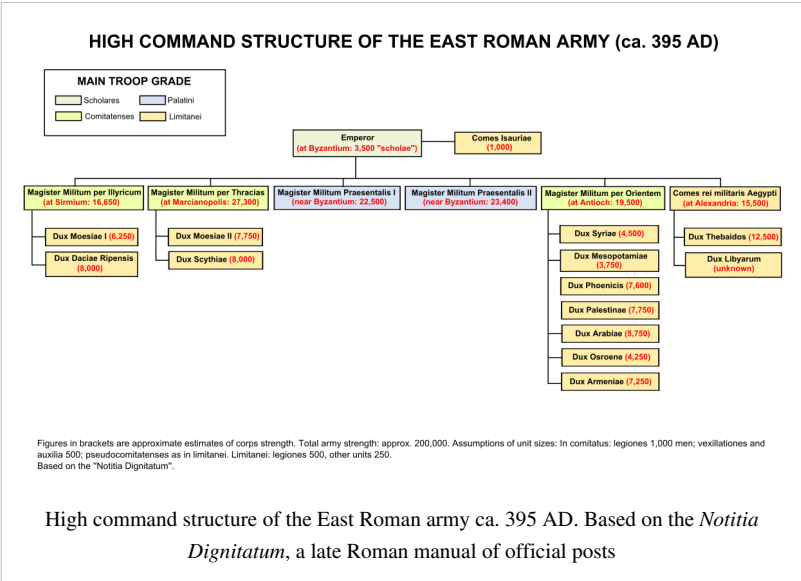 HIGH COMMAND STRUCTURE OF THE EAST ROMAN ARMY (ca. 395 AD)
MAIN TROOP GRADE
Scholares
Palatini
Comitatenses
Limitanei
Emperor
(at Byzantium: 3,500 "scholae")
Comes Isauriae
(1,000)
Magister Militum per Illyricum
(at Sirmium: 16,650)
Magister Militum per Thracias
(at Marcianopolis: 27,300)
Magister Militum Praesentalis I
(near Byzantium: 22,500)
Magister Militum Praesentalis II
(near Byzantium: 23,400)
Magister Militum per Orientem
(at Antioch: 19,500)
Comes rei militaris Aegypti
(at Alexandria: 15,500)
Dux Moesiae I (6,250)
Dux Daciae Ripensis
(8,000)
Dux Moesiae II (7,750)
Dux Scythiae (8,000)
Dux Syriae (4,500)
Dux Mesopotamiae
(3,750)
Dux Phoenicis (7,600)
Dux Palestinae (7,750)
Dux Arabiae (5,750)
Dux Osroene (4,250)
Dux Armeniae (7,250)
Dux Thebaidos (12,500)
Dux Libyarum
(unknown)
Figures in brackets are approximate estimates of corps strength. Total army strength: approx. 200,000. Assumptions of unit sizes: In comitatus: legiones 1,000 men; vexillationes and
auxilia 500; pseudocomitatenses as in limitanei. Limitanei: legiones 500, other units 250.
Based on the "Notitia Dignitatum".
High command structure of the East Roman army ca. 395 AD. Based on the Notitia
Dignitatum, a late Roman manual of official posts